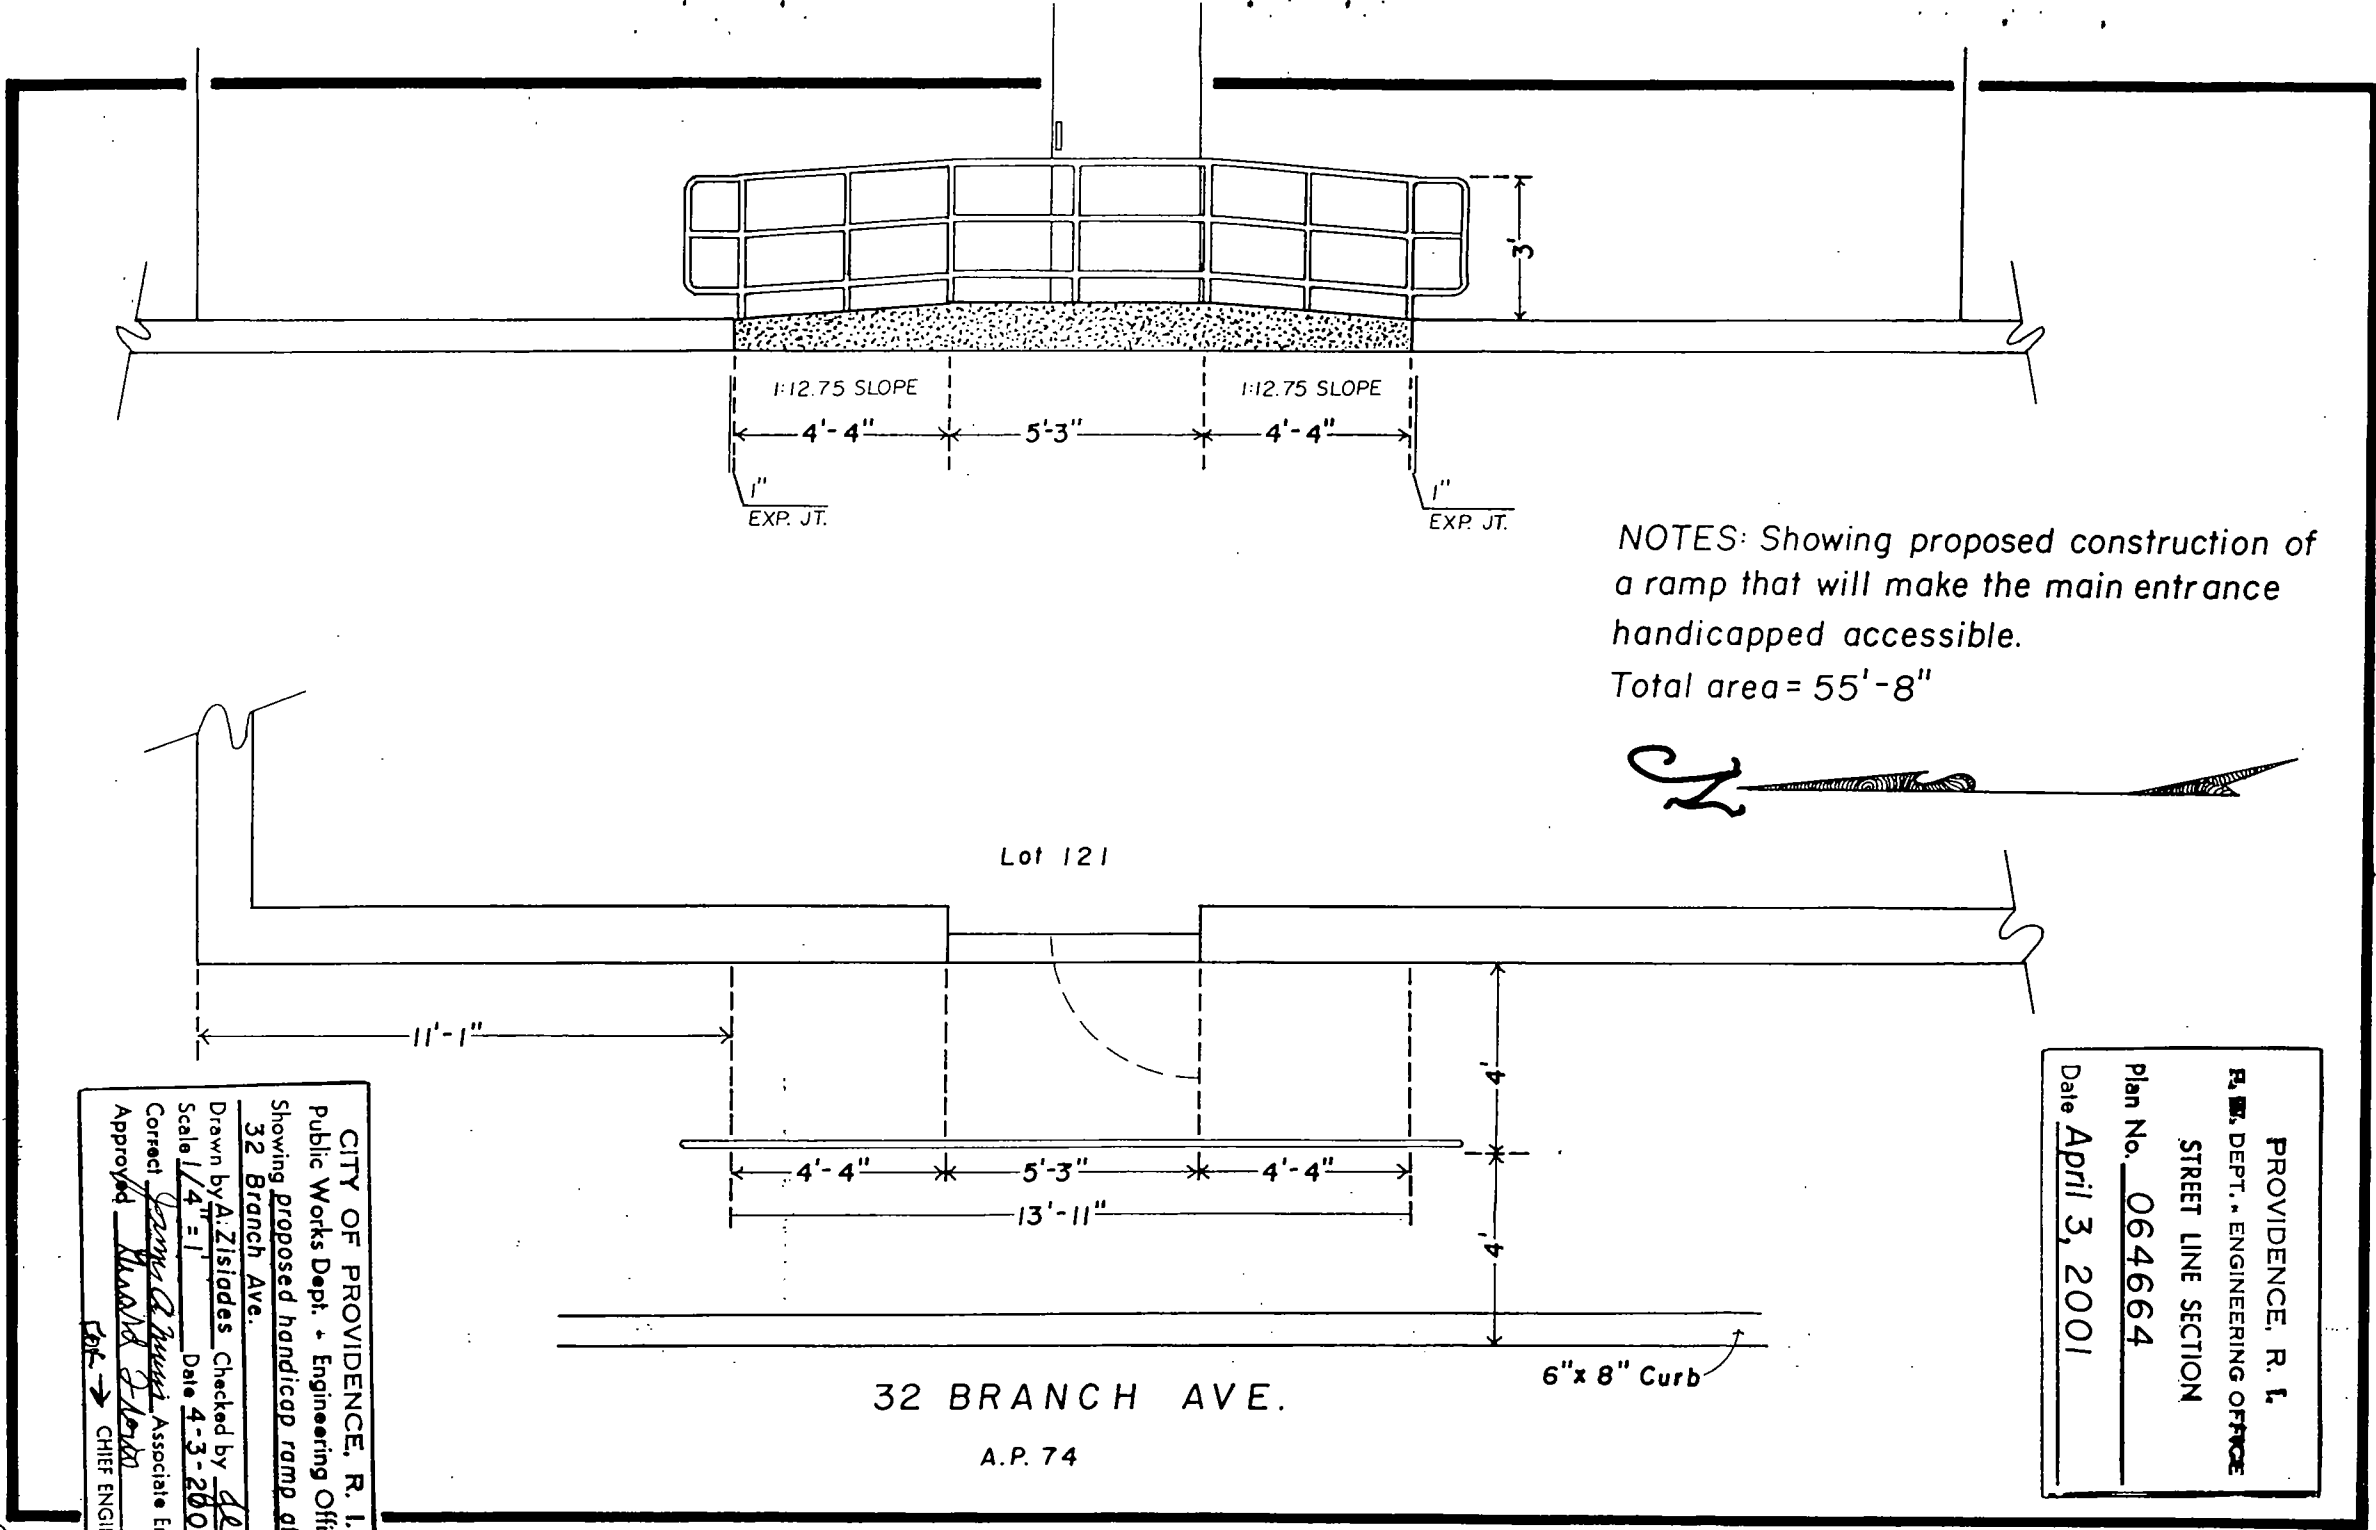 3'
1:12.75 SLOPE 1:12.75 SLOPE
4'-4" 5'-3" 4'-4"
1" 1"
EXP. JT. EXP. JT.
NOTES: Showing proposed construction of
a ramp that will make the main entrance
handicapped accessible.
Total area = 55'-8"
N
Lot 121
11'-1"
4'
4'-4" 5'-3" 4'-4"
13'-11"
4'
6"x 8" Curb
32 BRANCH AVE.
A.P. 74
CITY OF PROVIDENCE, R. I.
Public Works Dept. - Engineering Offi
Showing proposed handicap ramp at
32 Branch Ave.
Drawn by A. Zisiades Checked by
Scale 1/4" = 1' Date 4-3-200
Correct Associate En
Approved
FOR → CHIEF ENGI
PROVIDENCE, R. I.
P. W. DEPT. - ENGINEERING OFFICE
STREET LINE SECTION
Plan No. 064664
Date April 3, 2001